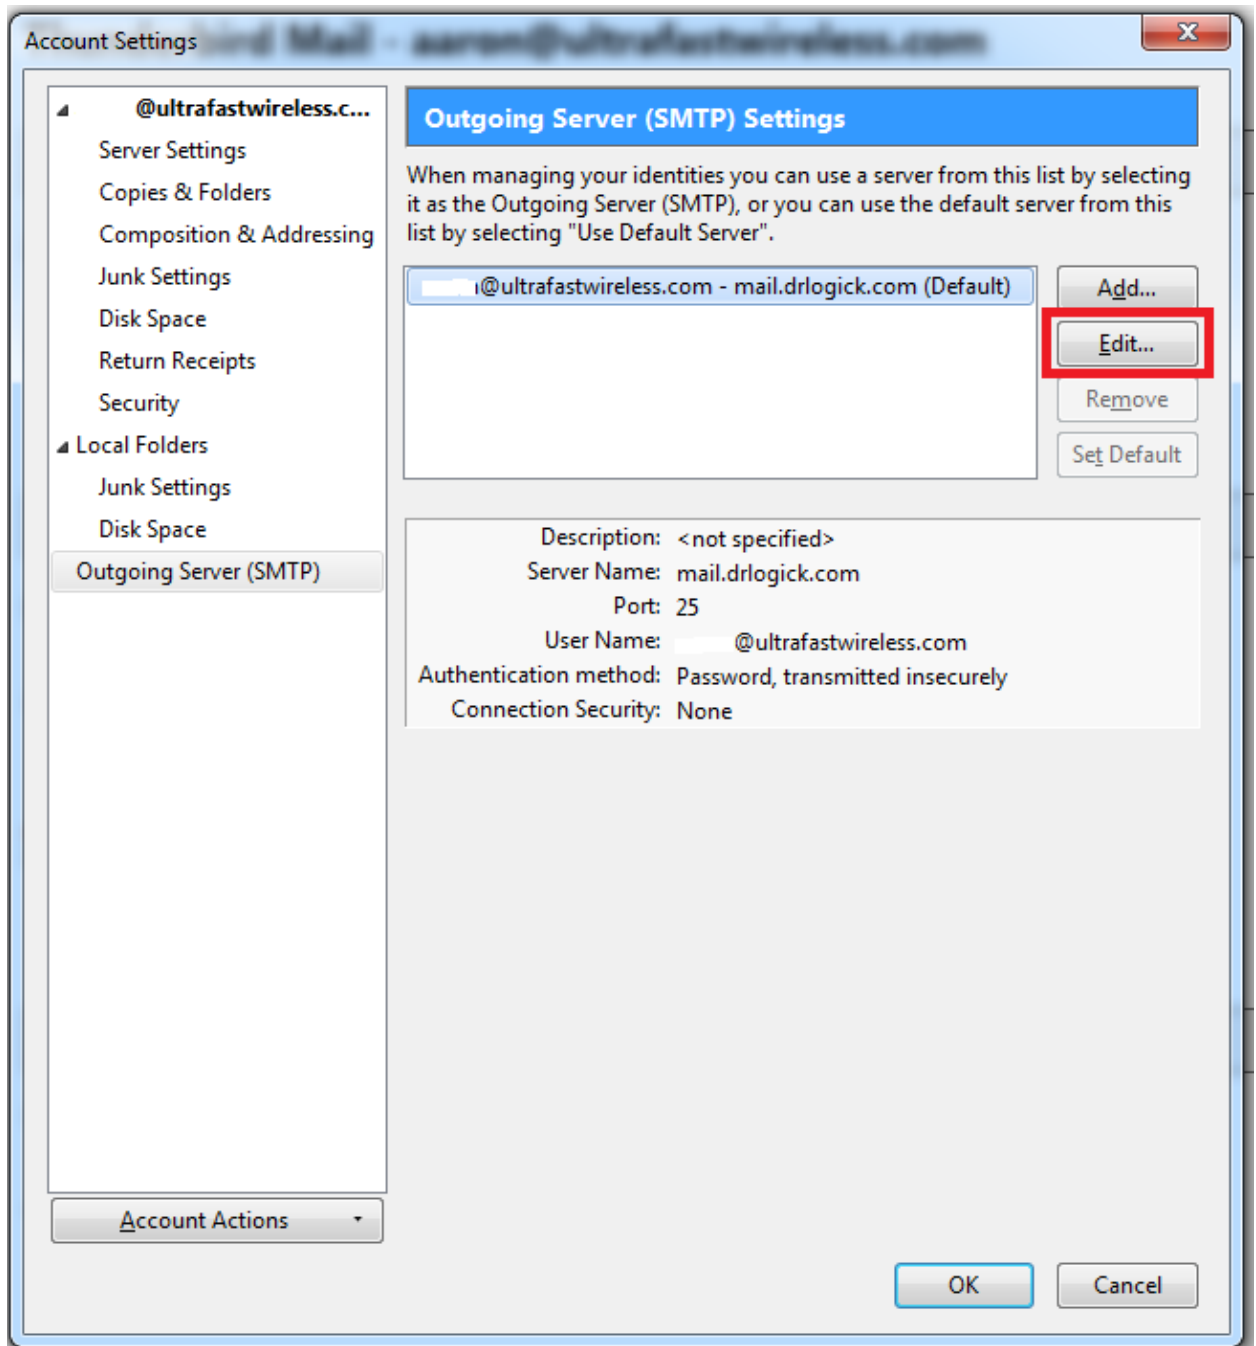 Account Settings
bird Mail - aaron@ultrafastwireless.com
@ultrafastwireless.c...
Server Settings
Copies & Folders
Composition & Addressing
Junk Settings
Disk Space
Return Receipts
Security
Local Folders
Junk Settings
Disk Space
Outgoing Server (SMTP)
Account Actions
Outgoing Server (SMTP) Settings
When managing your identities you can use a server from this list by selecting
it as the Outgoing Server (SMTP), or you can use the default server from this
list by selecting "Use Default Server".
@ultrafastwireless.com - mail.drlogick.com (Default)
Add...
Edit...
Remove
Set Default
Description: <not specified>
Server Name: mail.drlogick.com
Port: 25
User Name: @ultrafastwireless.com
Authentication method: Password, transmitted insecurely
Connection Security: None
OK
Cancel